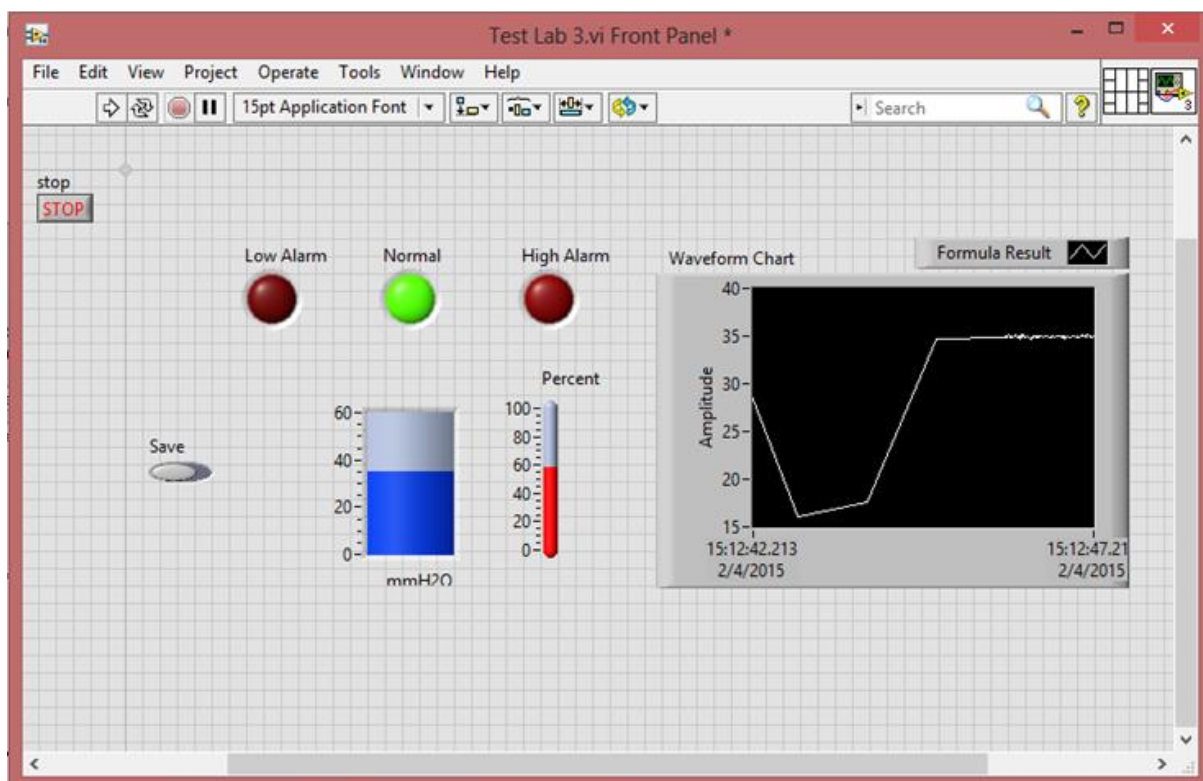 Test Lab 3.vi Front Panel *
File Edit View Project Operate Tools Window Help
15pt Application Font
Search
?
3
stop
STOP
Low Alarm
Normal
High Alarm
Waveform Chart
Formula Result
Save
60
40
20
0
mmH2O
Percent
100
80
60
40
20
0
Amplitude
40
35
30
25
20
15
15:12:42.213
2/4/2015
15:12:47.21
2/4/2015